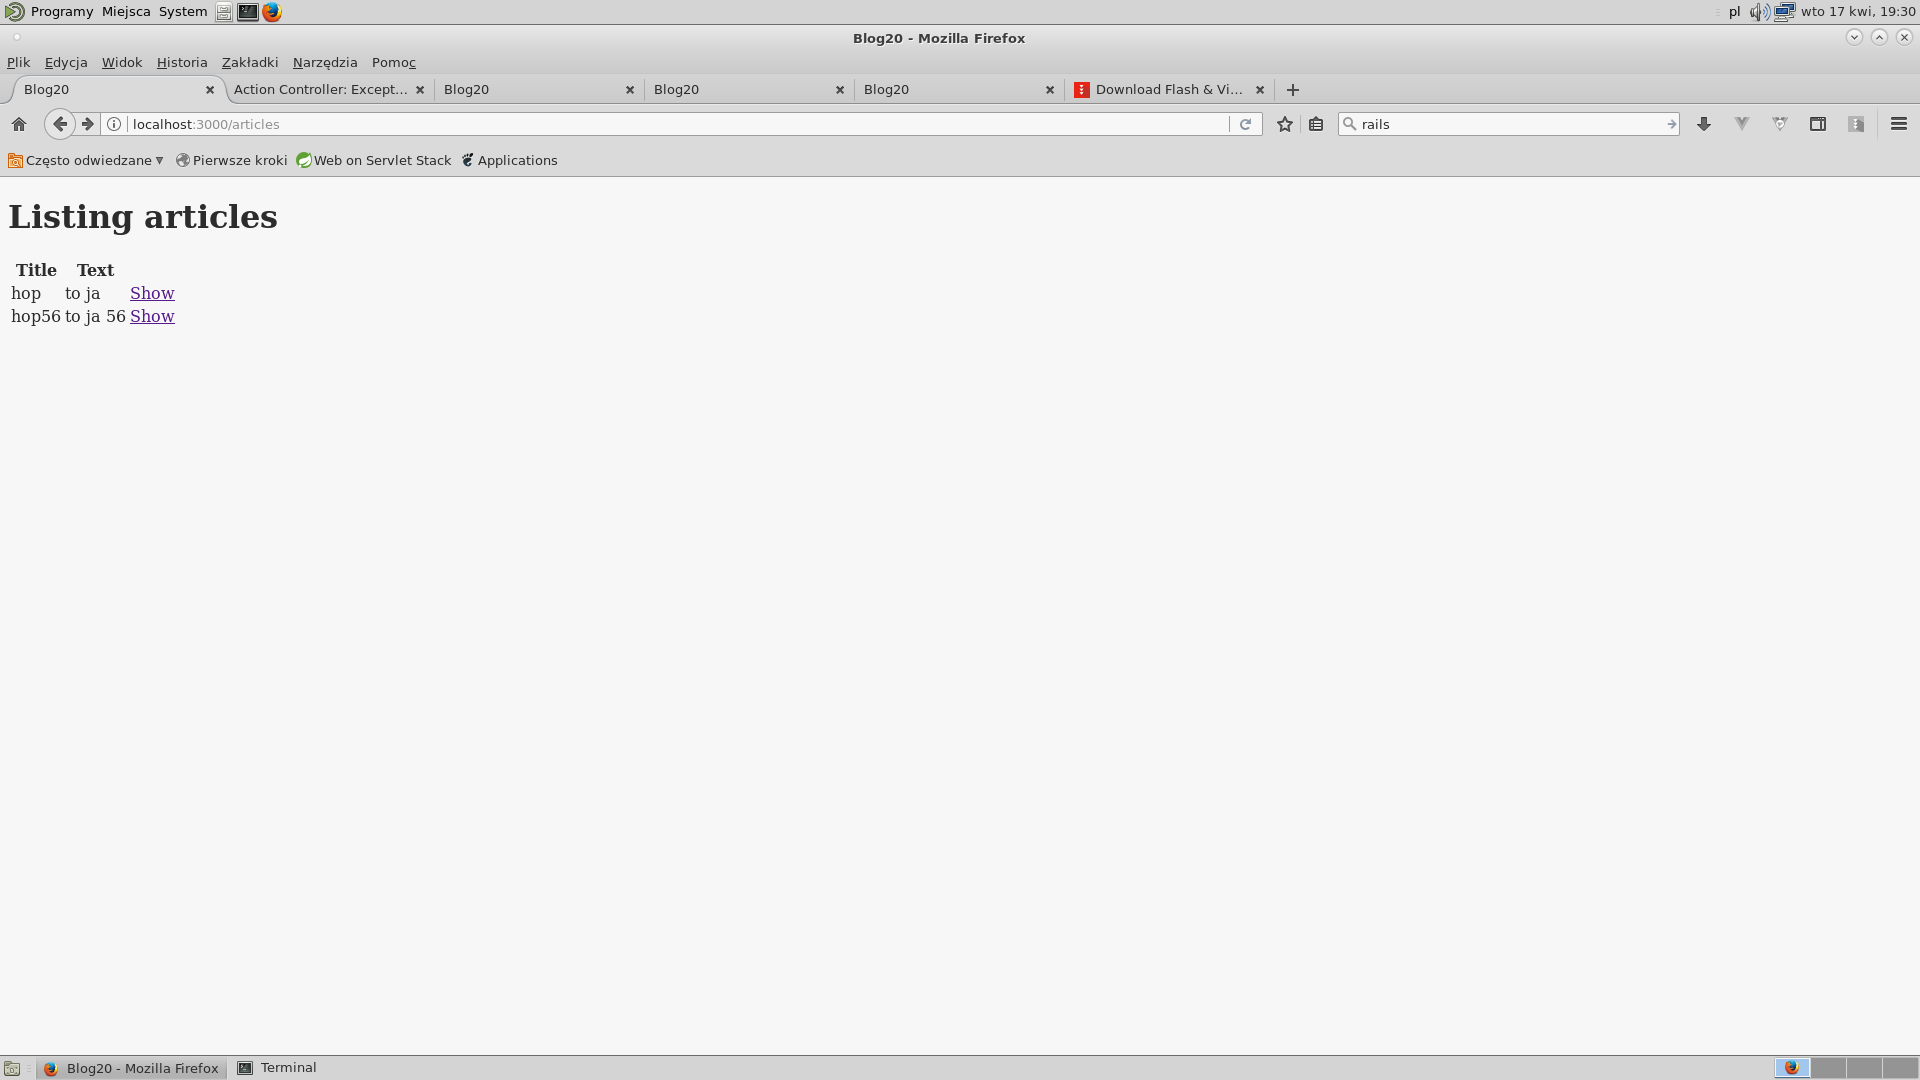 Programy Miejsca System pl wto 17 kwi, 19:30
Blog20 - Mozilla Firefox
Plik Edycja Widok Historia Zakładki Narzędzia Pomoc
Blog20 Action Controller: Except... Blog20 Blog20 Blog20 Download Flash & Vi...
localhost:3000/articles rails
Często odwiedzane Pierwsze kroki Web on Servlet Stack Applications
Listing articles
Title Text
hop to ja Show
hop56 to ja 56 Show
Blog20 - Mozilla Firefox Terminal